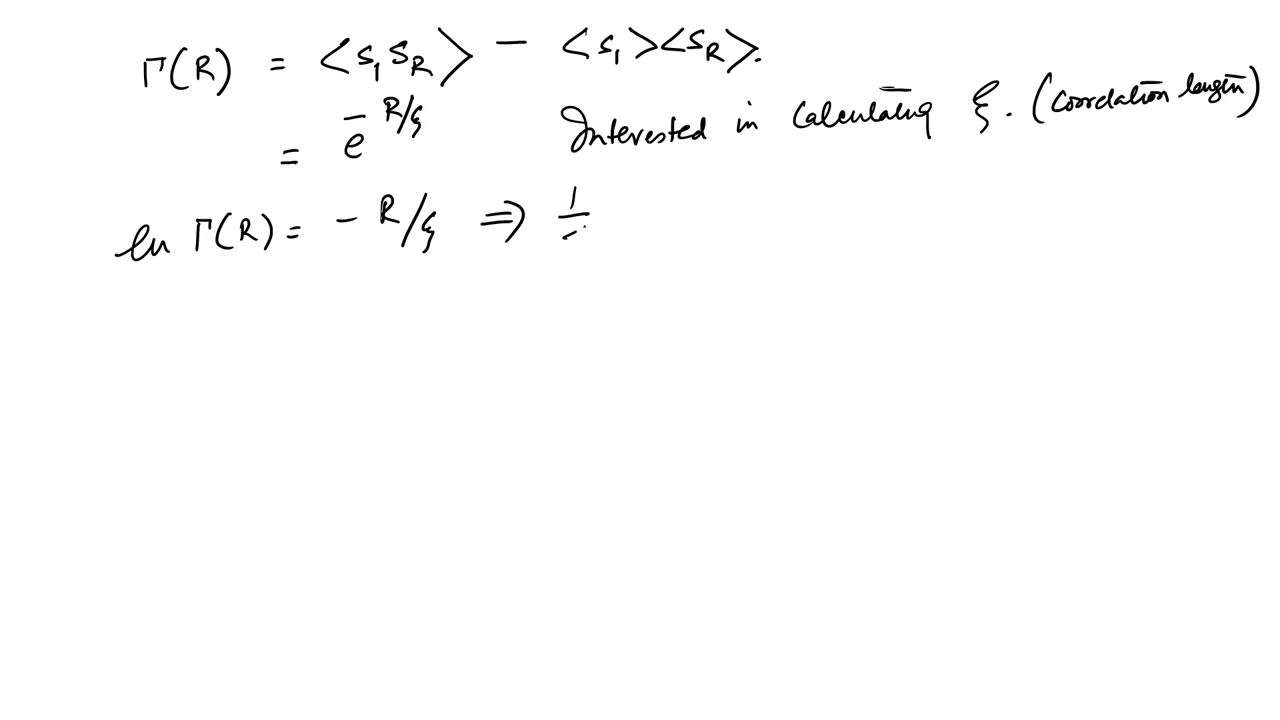 Γ(R) = <s₁ s_R> − <s₁><s_R>.
= e^{-R/ξ} Interested in Calculating ξ. (Correlation length)
ln Γ(R) = − R/ξ ⇒ 1/